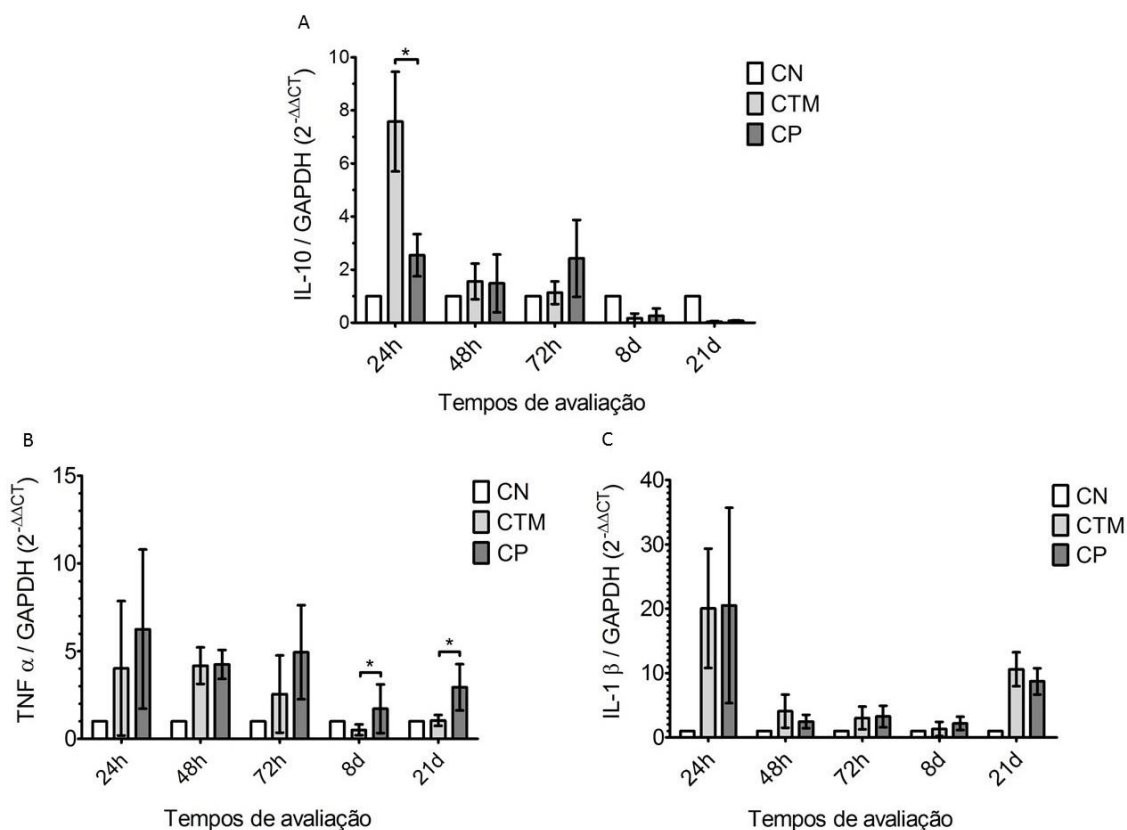 A
IL-10 / GAPDH (2-ΔΔCT)
10
8
6
4
2
0
*
CN
CTM
CP
24h
48h
72h
8d
21d
Tempos de avaliação
B
TNF α / GAPDH (2-ΔΔCT)
15
10
5
0
*
*
CN
CTM
CP
24h
48h
72h
8d
21d
Tempos de avaliação
C
IL-1 β / GAPDH (2-ΔΔCT)
40
30
20
10
0
CN
CTM
CP
24h
48h
72h
8d
21d
Tempos de avaliação